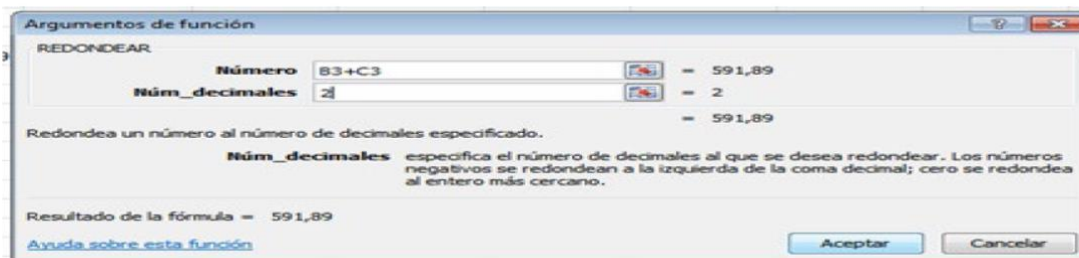 Argumentos de función
REDONDEAR
Número B3+C3 = 591,89
Núm_decimales 2 = 2
= 591,89
Redondea un número al número de decimales especificado.
Núm_decimales especifica el número de decimales al que se desea redondear. Los números
negativos se redondean a la izquierda de la coma decimal; cero se redondea
al entero más cercano.
Resultado de la fórmula = 591,89
Ayuda sobre esta función
Aceptar Cancelar